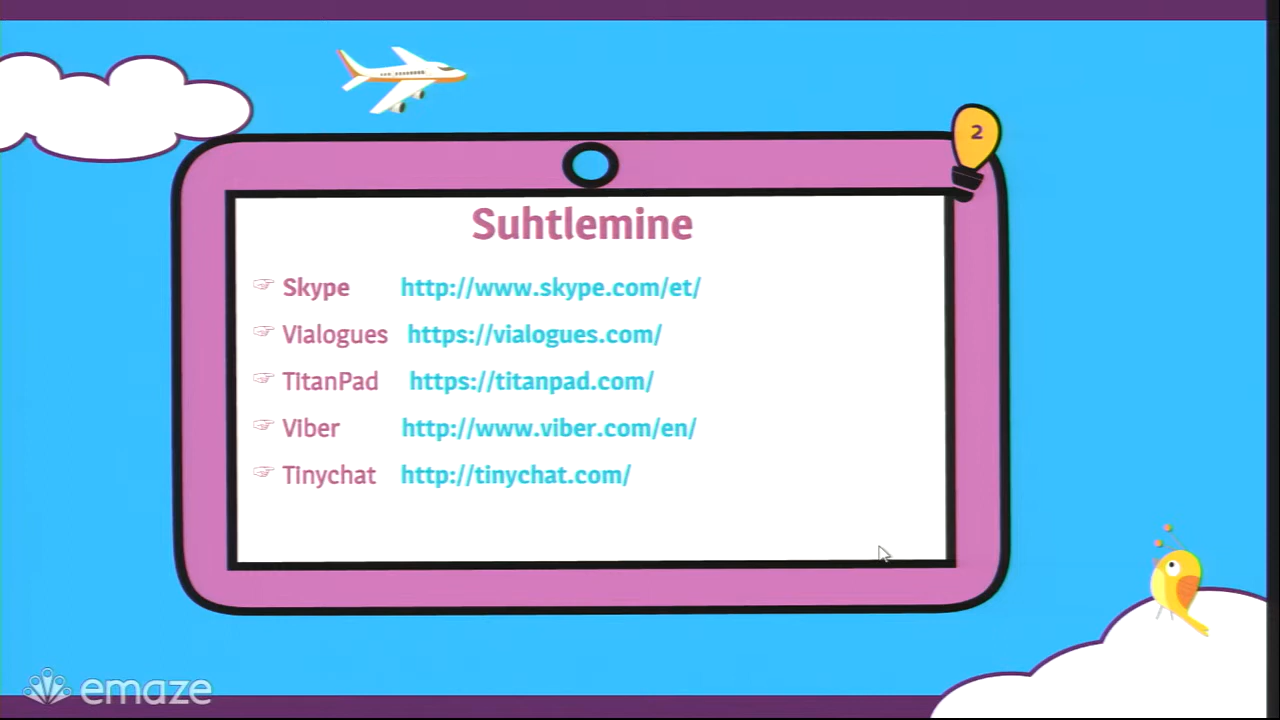 2
Suhtlemine
☞ Skype http://www.skype.com/et/
☞ Vialogues https://vialogues.com/
☞ TitanPad https://titanpad.com/
☞ Viber http://www.viber.com/en/
☞ Tinychat http://tinychat.com/
emaze